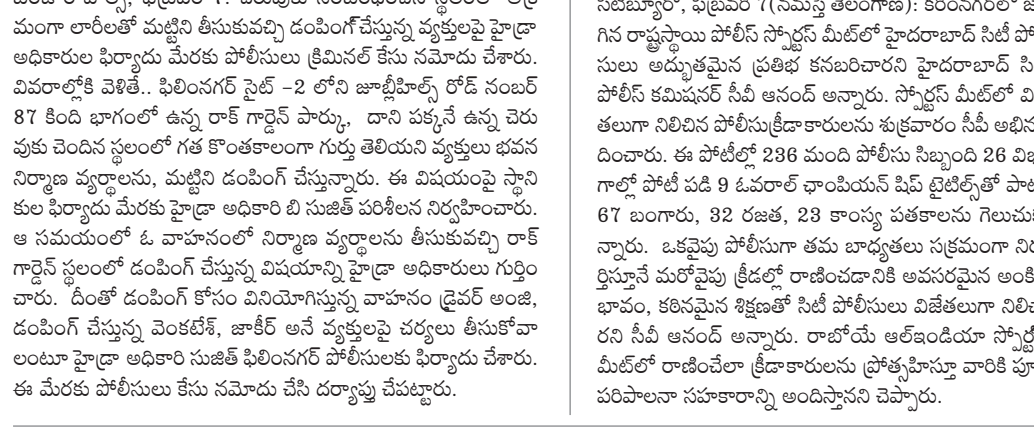 మంగా లారీలతో మట్టిని తీసుకువచ్చి డంపింగ్‌చేస్తున్న వ్యక్తులపై హైడ్రా
అధికారుల ఫిర్యాదు మేరకు పోలీసులు క్రిమినల్ కేసు నమోదు చేశారు.
వివరాల్లోకి వెళితే.. ఫిలింనగర్ సైట్ –2 లోని జూబ్లీహిల్స్ రోడ్ నంబర్
87 కింది భాగంలో ఉన్న రాక్ గార్డెన్ పార్కు, దాని పక్కనే ఉన్న చెరు
వుకు చెందిన స్థలంలో గత కొంతకాలంగా గుర్తు తెలియని వ్యక్తులు భవన
నిర్మాణ వ్యర్థాలను, మట్టిని డంపింగ్ చేస్తున్నారు. ఈ విషయంపై స్థాని
కుల ఫిర్యాదు మేరకు హైడ్రా అధికారి బి సుజిత్ పరిశీలన నిర్వహించారు.
ఆ సమయంలో ఓ వాహనంలో నిర్మాణ వ్యర్థాలను తీసుకువచ్చి రాక్
గార్డెన్ స్థలంలో డంపింగ్ చేస్తున్న విషయాన్ని హైడ్రా అధికారులు గుర్తిం
చారు. దీంతో డంపింగ్ కోసం వినియోగిస్తున్న వాహనం డ్రైవర్ అంజి,
డంపింగ్ చేస్తున్న వెంకటేశ్, జాకీర్ అనే వ్యక్తులపై చర్యలు తీసుకోవా
లంటూ హైడ్రా అధికారి సుజిత్ ఫిలింనగర్ పోలీసులకు ఫిర్యాదు చేశారు.
ఈ మేరకు పోలీసులు కేసు నమోదు చేసి దర్యాప్తు చేపట్టారు.
సిటీబ్యూరో, ఫిబ్రవరి 7(నమస్తే తెలంగాణ): కరీంనగర్‌లో
గిన రాష్ట్రస్థాయి పోలీస్ స్పోర్ట్స్ మీట్‌లో హైదరాబాద్ సిటీ
సులు అద్భుతమైన ప్రతిభ కనబరిచారని హైదరాబాద్
పోలీస్ కమిషనర్ సీవీ ఆనంద్ అన్నారు. స్పోర్ట్స్ మీట్‌లో
తలుగా నిలిచిన పోలీసుక్రీడాకారులను శుక్రవారం సీపీ
దించారు. ఈ పోటీల్లో 236 మంది పోలీసు సిబ్బంది 26
గాల్లో పోటీ పడి 9 ఓవరాల్ ఛాంపియన్ షిప్ టైటిల్స్‌తో
67 బంగారు, 32 రజత, 23 కాంస్య పతకాలను
న్నారు. ఒకవైపు పోలీసుగా తమ బాధ్యతలు సక్రమంగా
ర్తిస్తూనే మరోవైపు క్రీడల్లో రాణించడానికి అవసరమైన
భావం, కఠినమైన శిక్షణతో సిటీ పోలీసులు విజేతలుగా
రని సీవీ ఆనంద్ అన్నారు. రాబోయే ఆల్ఇండియా
మీట్‌లో రాణించేలా క్రీడాకారులను ప్రోత్సహిస్తూ వారికి
పరిపాలనా సహకారాన్ని అందిస్తానని చెప్పారు.